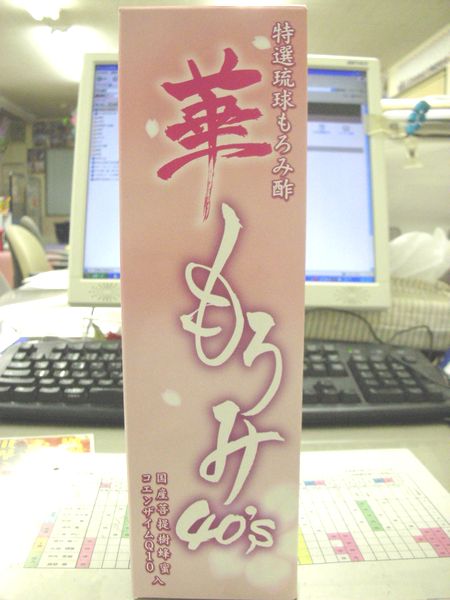 特選琉球もろみ酢
華
もろみ
40's
国産菩提樹蜂蜜
コエンザイムQ10入